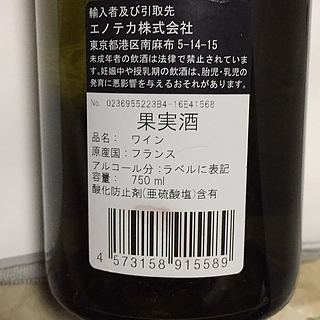 輸入者及び引取先
エノテカ株式会社
東京都港区南麻布 5-14-15
未成年者の飲酒は法律で禁止されています。
妊娠中や授乳期の飲酒は、胎児・乳児の
発育に悪影響を与えるおそれがあります。
No. 0236955223B4-16E41568
果実酒
品名： ワイン
原産国：フランス
アルコール分：ラベルに表記
容量： 750 ml
酸化防止剤(亜硫酸塩)含有
4 573158 915589